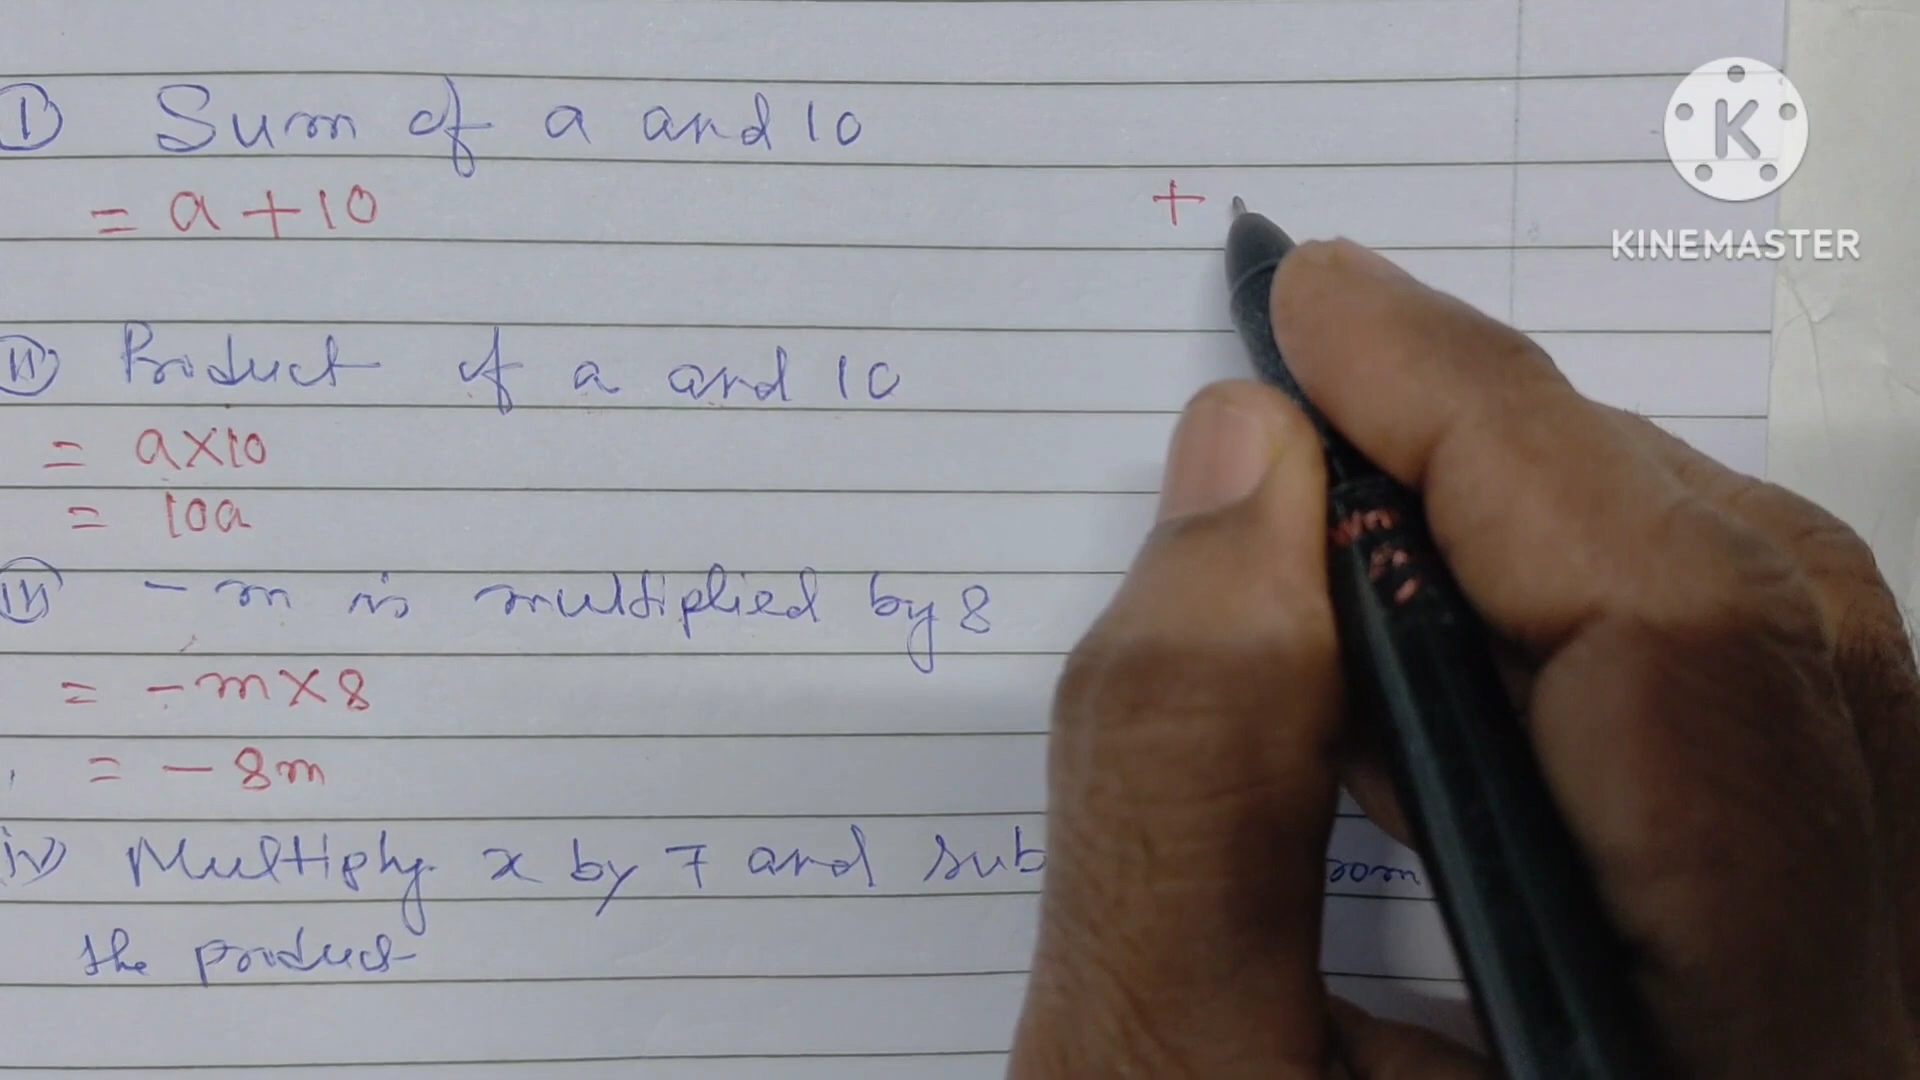 I Sum of a and 10
= a + 10
+
II Product of a and 10
= a×10
= 10a
III - m is multiplied by 8
= - m × 8
= - 8m
iv) Multiply x by 7 and sub rom
the product
K
KINEMASTER